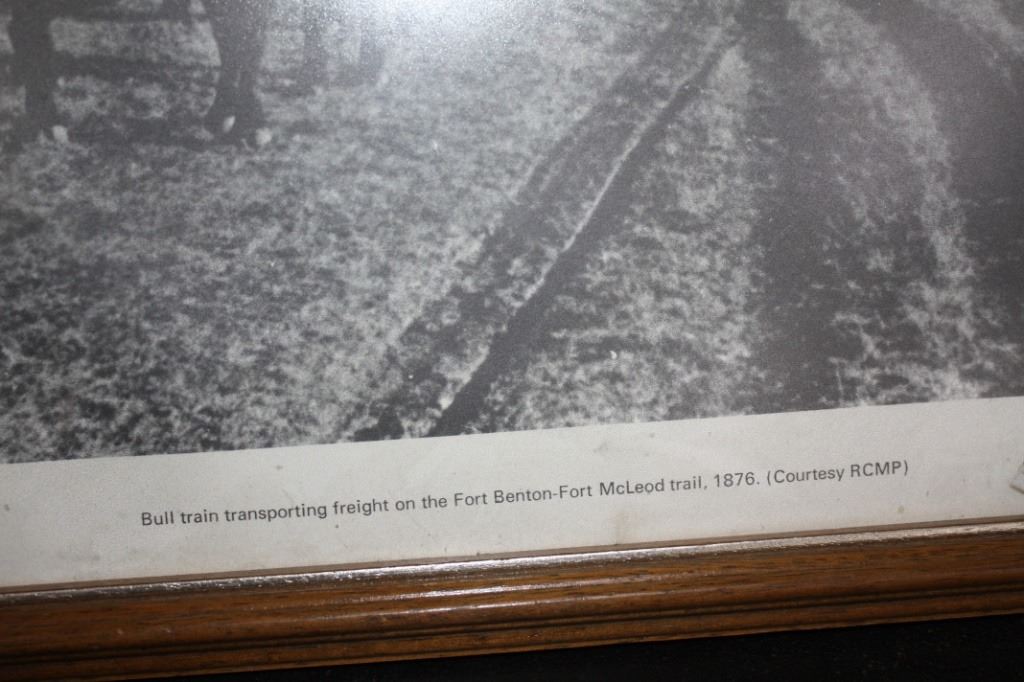 Bull train transporting freight on the Fort Benton-Fort McLeod trail, 1876. (Courtesy RCMP)